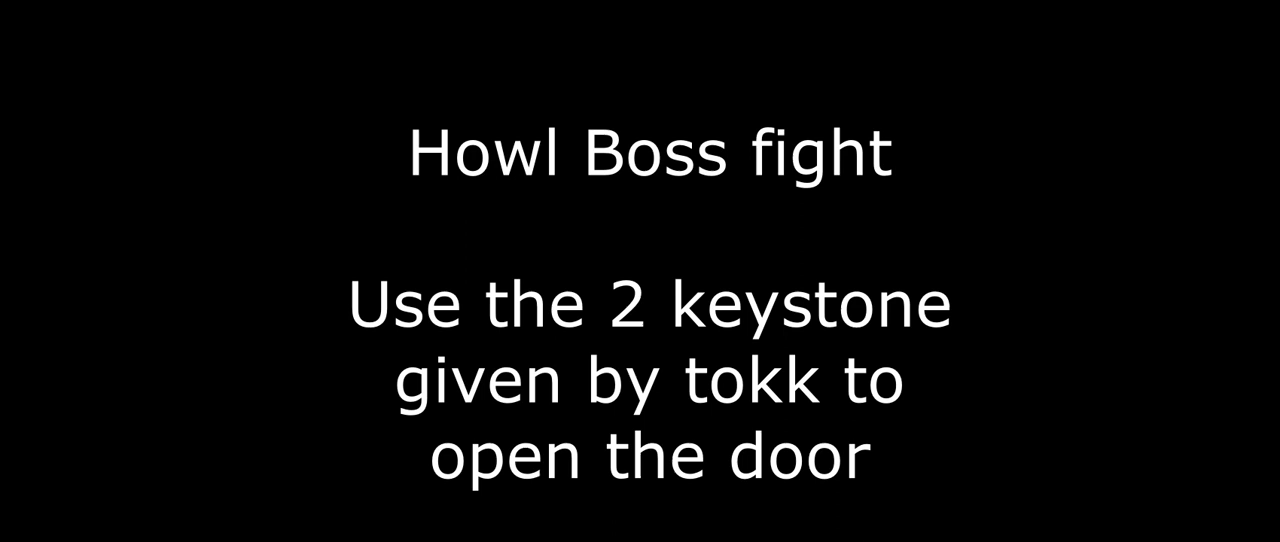 Howl Boss fight
Use the 2 keystone
given by tokk to
open the door